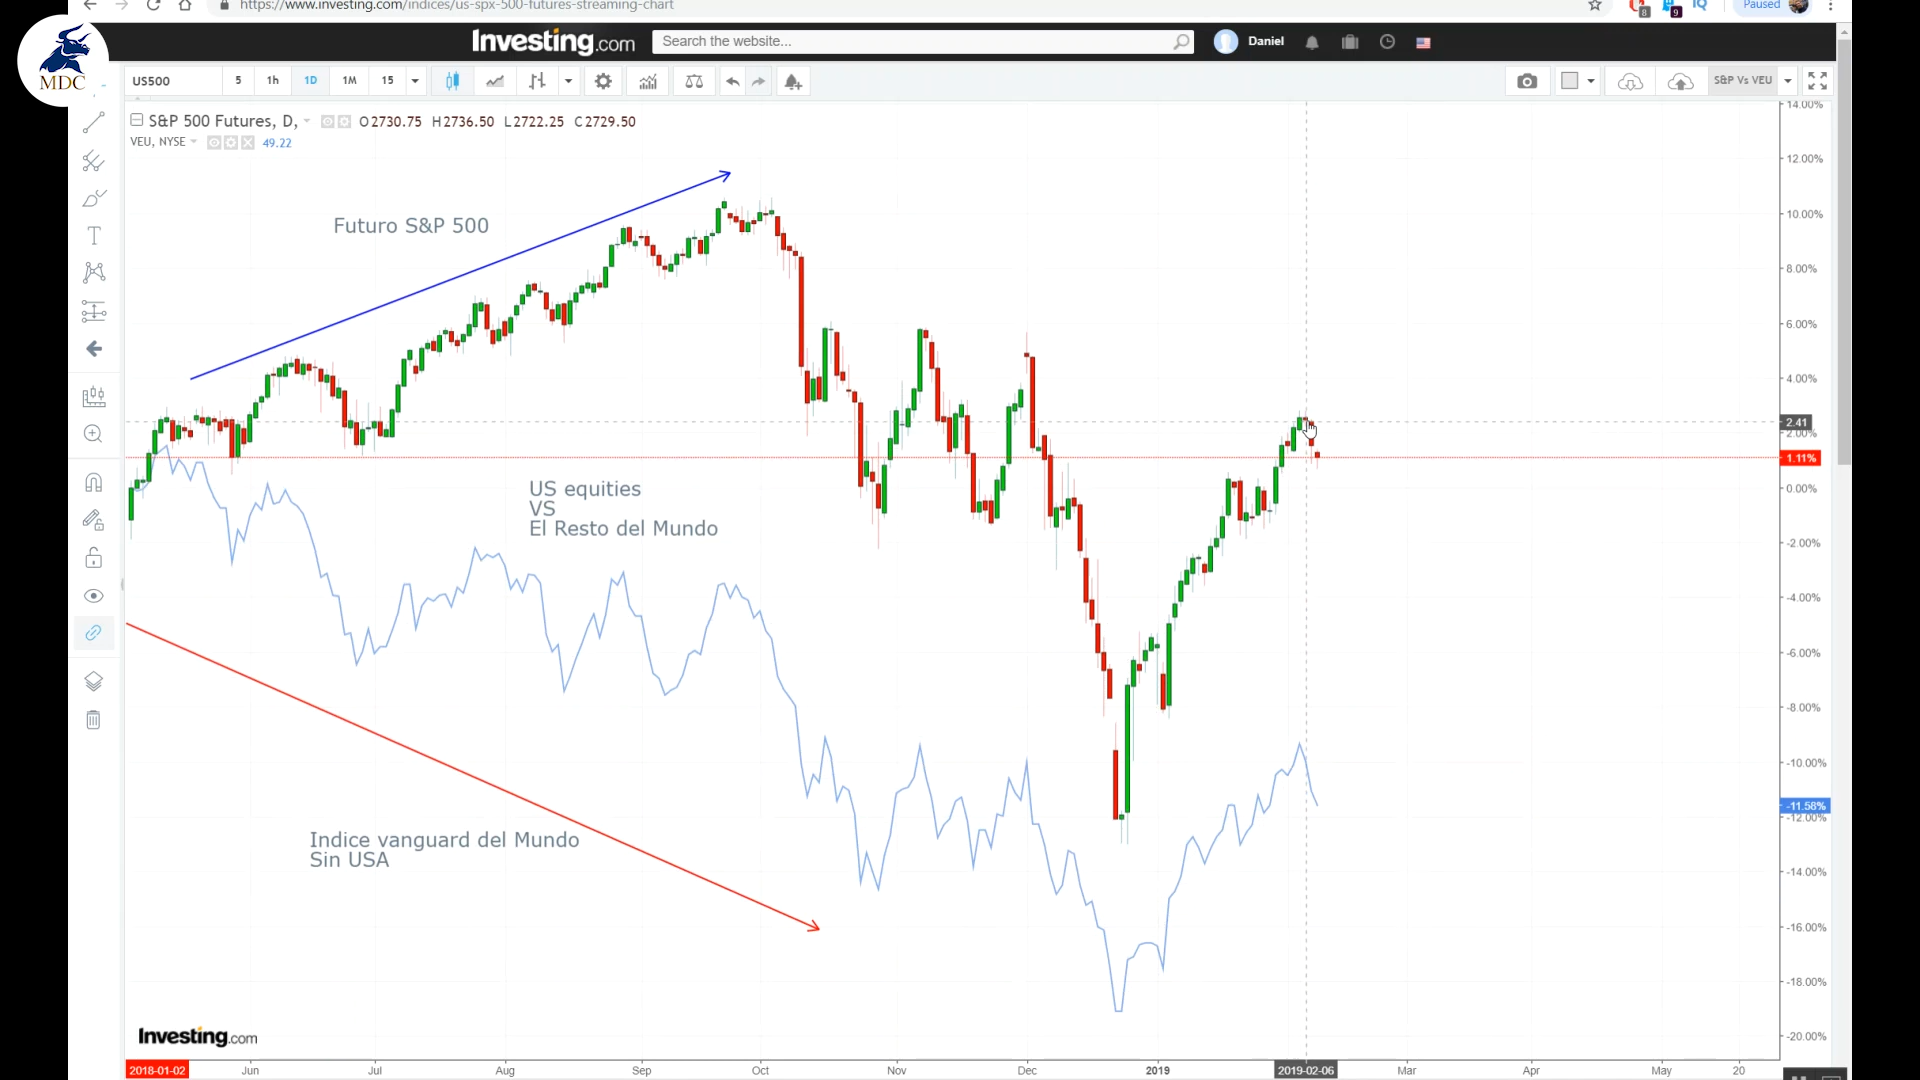 https://www.investing.com/indices/us-spx-500-futures-streaming-chart
8
9
IQ
Paused
MDC
Investing.com
Search the website...
Daniel
US500
5
1h
1D
1M
15
S&P Vs VEU
S&P 500 Futures, D,
O2730.75 H2736.50 L2722.25 C2729.50
VEU, NYSE
49.22
Futuro S&P 500
US equities
VS
El Resto del Mundo
Indice vanguard del Mundo
Sin USA
14.00%
12.00%
10.00%
8.00%
6.00%
4.00%
2.41
2.00%
1.11%
0.00%
-2.00%
-4.00%
-6.00%
-8.00%
-10.00%
-11.58%
-12.00%
-14.00%
-16.00%
-18.00%
-20.00%
Investing.com
2018-01-02
Jun
Jul
Aug
Sep
Oct
Nov
Dec
2019
2019-02-06
Mar
Apr
May
20